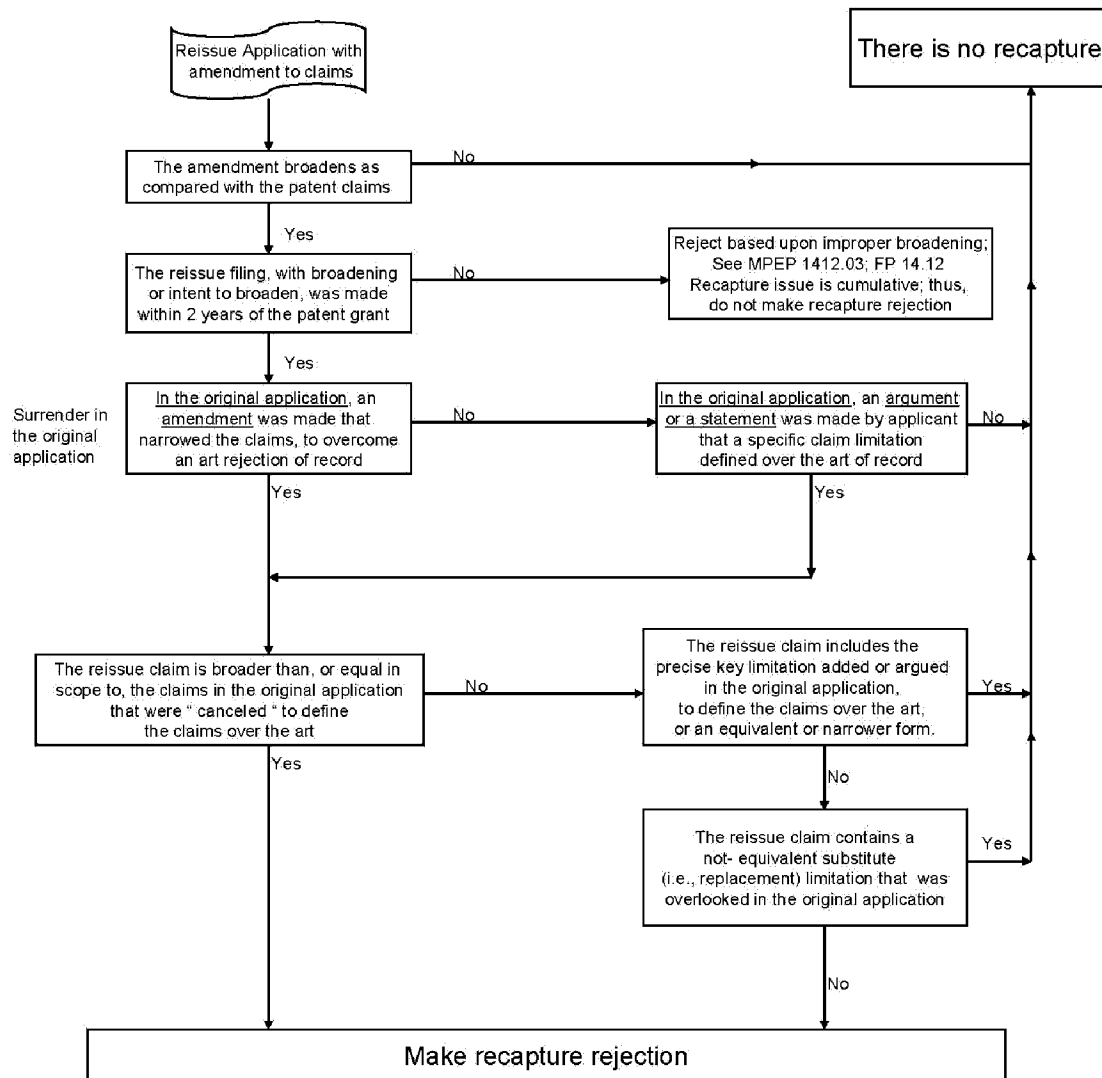 Reissue Application with
amendment to claims
There is no recapture
The amendment broadens as
compared with the patent claims
No
Yes
The reissue filing, with broadening
or intent to broaden, was made
within 2 years of the patent grant
No
Reject based upon improper broadening;
See MPEP 1412.03; FP 14.12
Recapture issue is cumulative; thus,
do not make recapture rejection
Yes
Surrender in
the original
application
In the original application, an
amendment was made that
narrowed the claims, to overcome
an art rejection of record
No
In the original application, an argument
or a statement was made by applicant
that a specific claim limitation
defined over the art of record
No
Yes
Yes
The reissue claim is broader than, or equal in
scope to, the claims in the original application
that were “ canceled “ to define
the claims over the art
No
The reissue claim includes the
precise key limitation added or argued
in the original application,
to define the claims over the art;
or an equivalent or narrower form.
Yes
Yes
No
The reissue claim contains a
not- equivalent substitute
(i.e., replacement) limitation that was
overlooked in the original application
Yes
No
Make recapture rejection